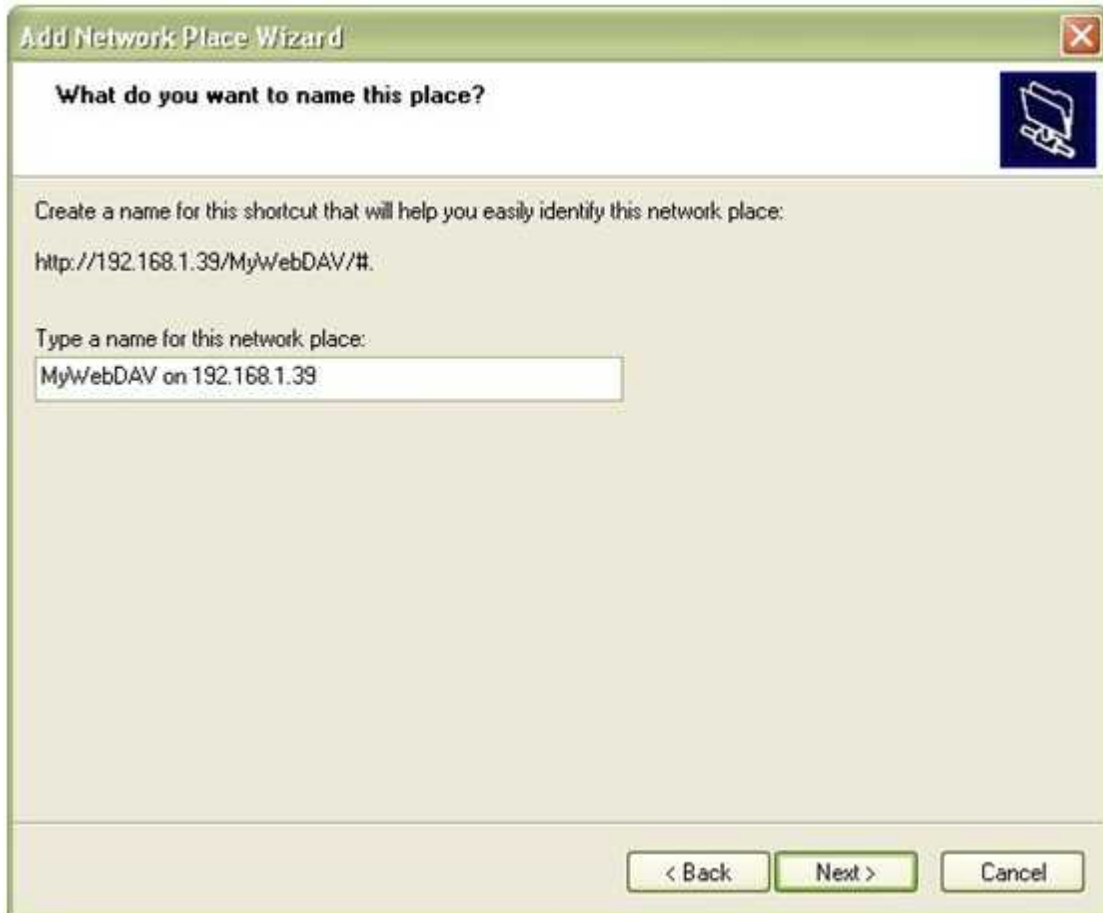 Add Network Place Wizard
What do you want to name this place?
Create a name for this shortcut that will help you easily identify this network place:
http://192.168.1.39/MyWebDAV/#.
Type a name for this network place:
MyWebDAV on 192.168.1.39
< Back Next > Cancel